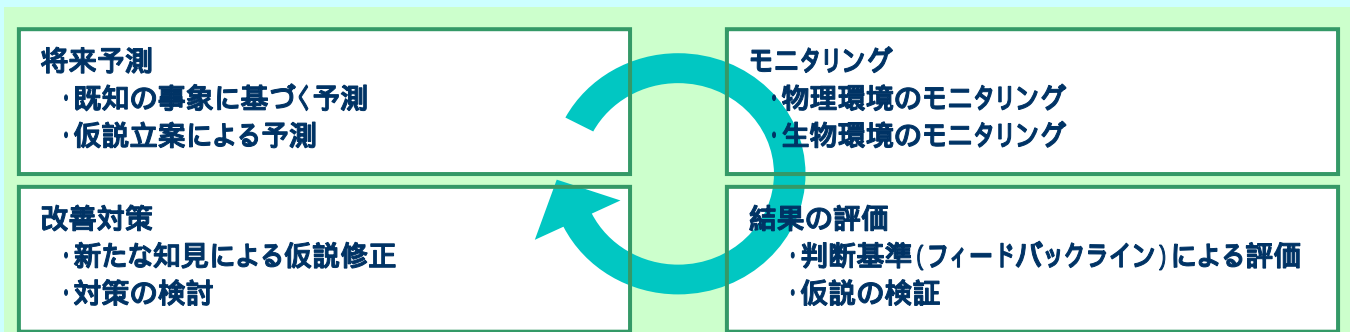 将来予測
・既知の事象に基づく予測
・仮説立案による予測
モニタリング
・物理環境のモニタリング
・生物環境のモニタリング
改善対策
・新たな知見による仮説修正
・対策の検討
結果の評価
・判断基準(フィードバックライン)による評価
・仮説の検証